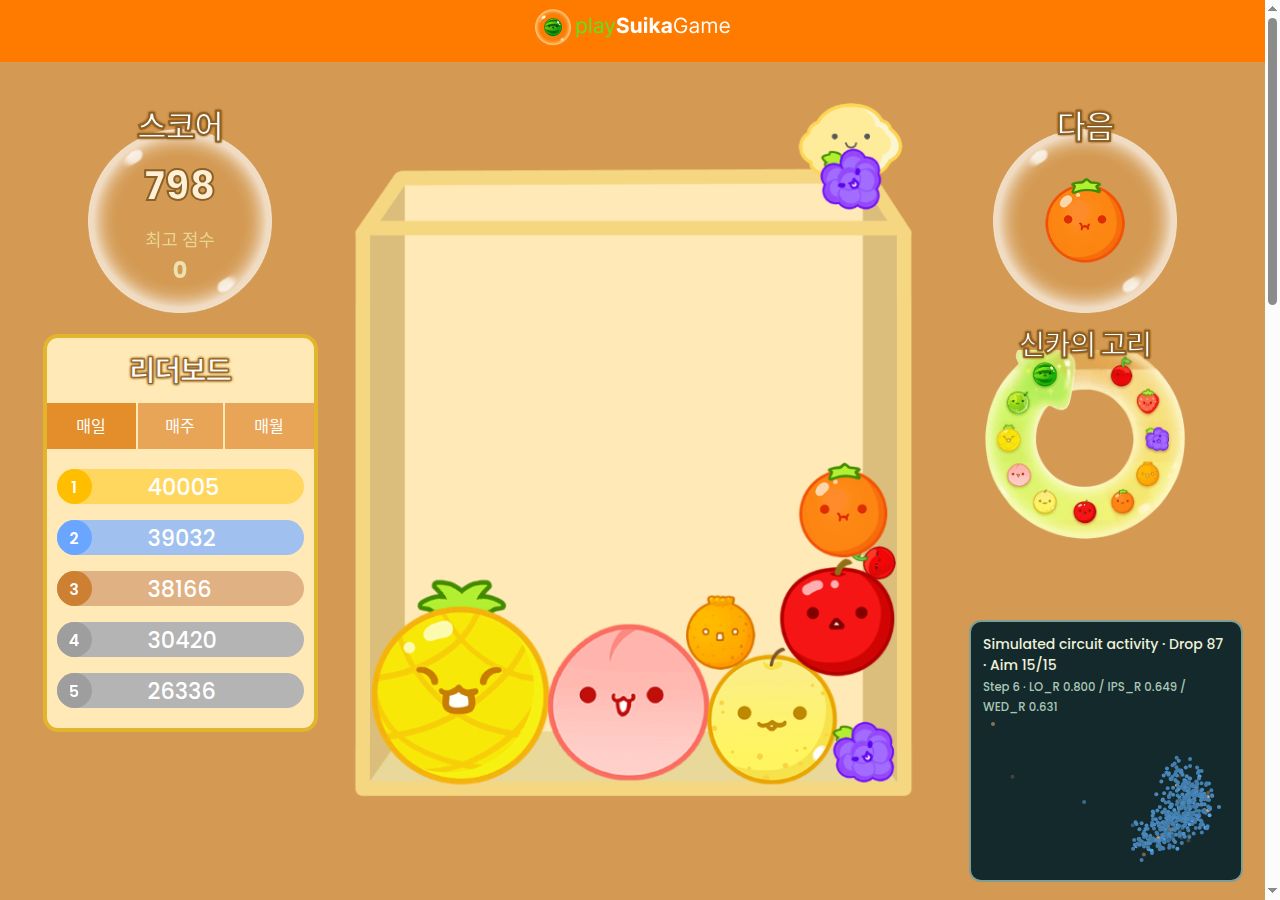 playSuikaGame
스코어
798
최고 점수
0
리더보드
매일 매주 매월
1 40005
2 39032
3 38166
4 30420
5 26336
다음
신카의 고리
Simulated circuit activity · Drop 87
· Aim 15/15
Step 6 · LO_R 0.800 / IPS_R 0.649 /
WED_R 0.631